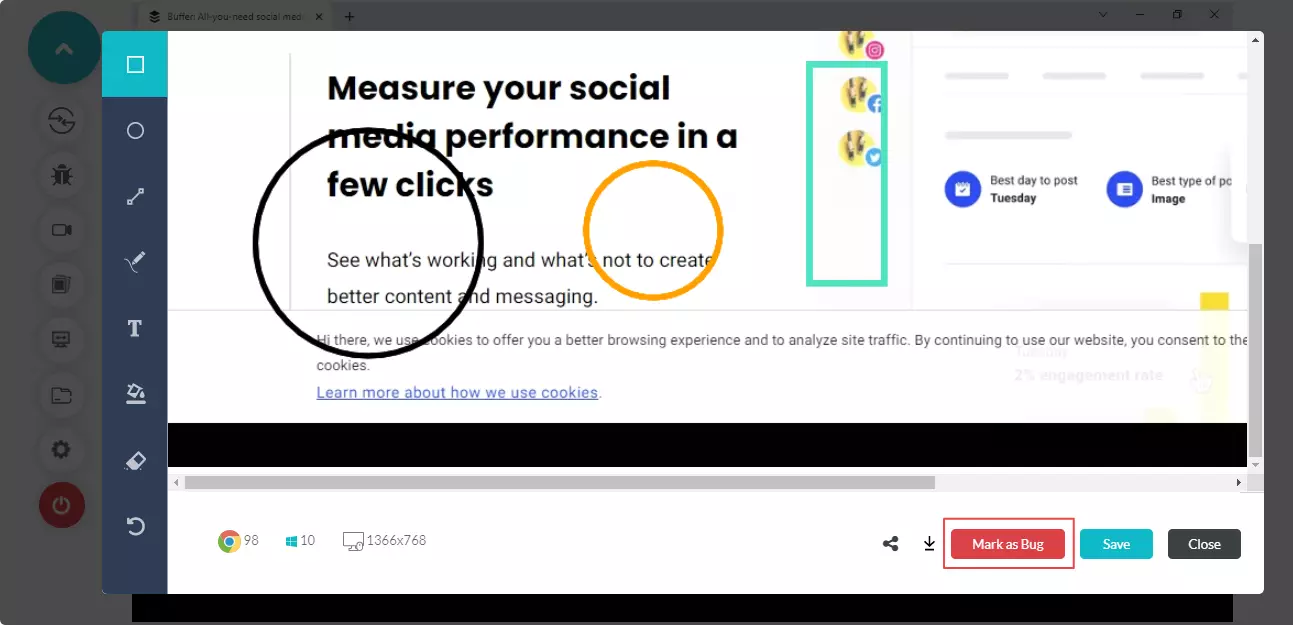 Buffen All-you-need social med
Measure your social
media performance in a
few clicks
See what's working and what's not to create
better content and messaging.
Best day to post
Tuesday
Best type of po
Image
Hi there, we use cookies to offer you a better browsing experience and to analyze site traffic. By continuing to use our website, you consent to the
cookies.
Tuesday
2% engagement rate
Learn more about how we use cookies.
T
98
10
1366x768
Mark as Bug
Save
Close